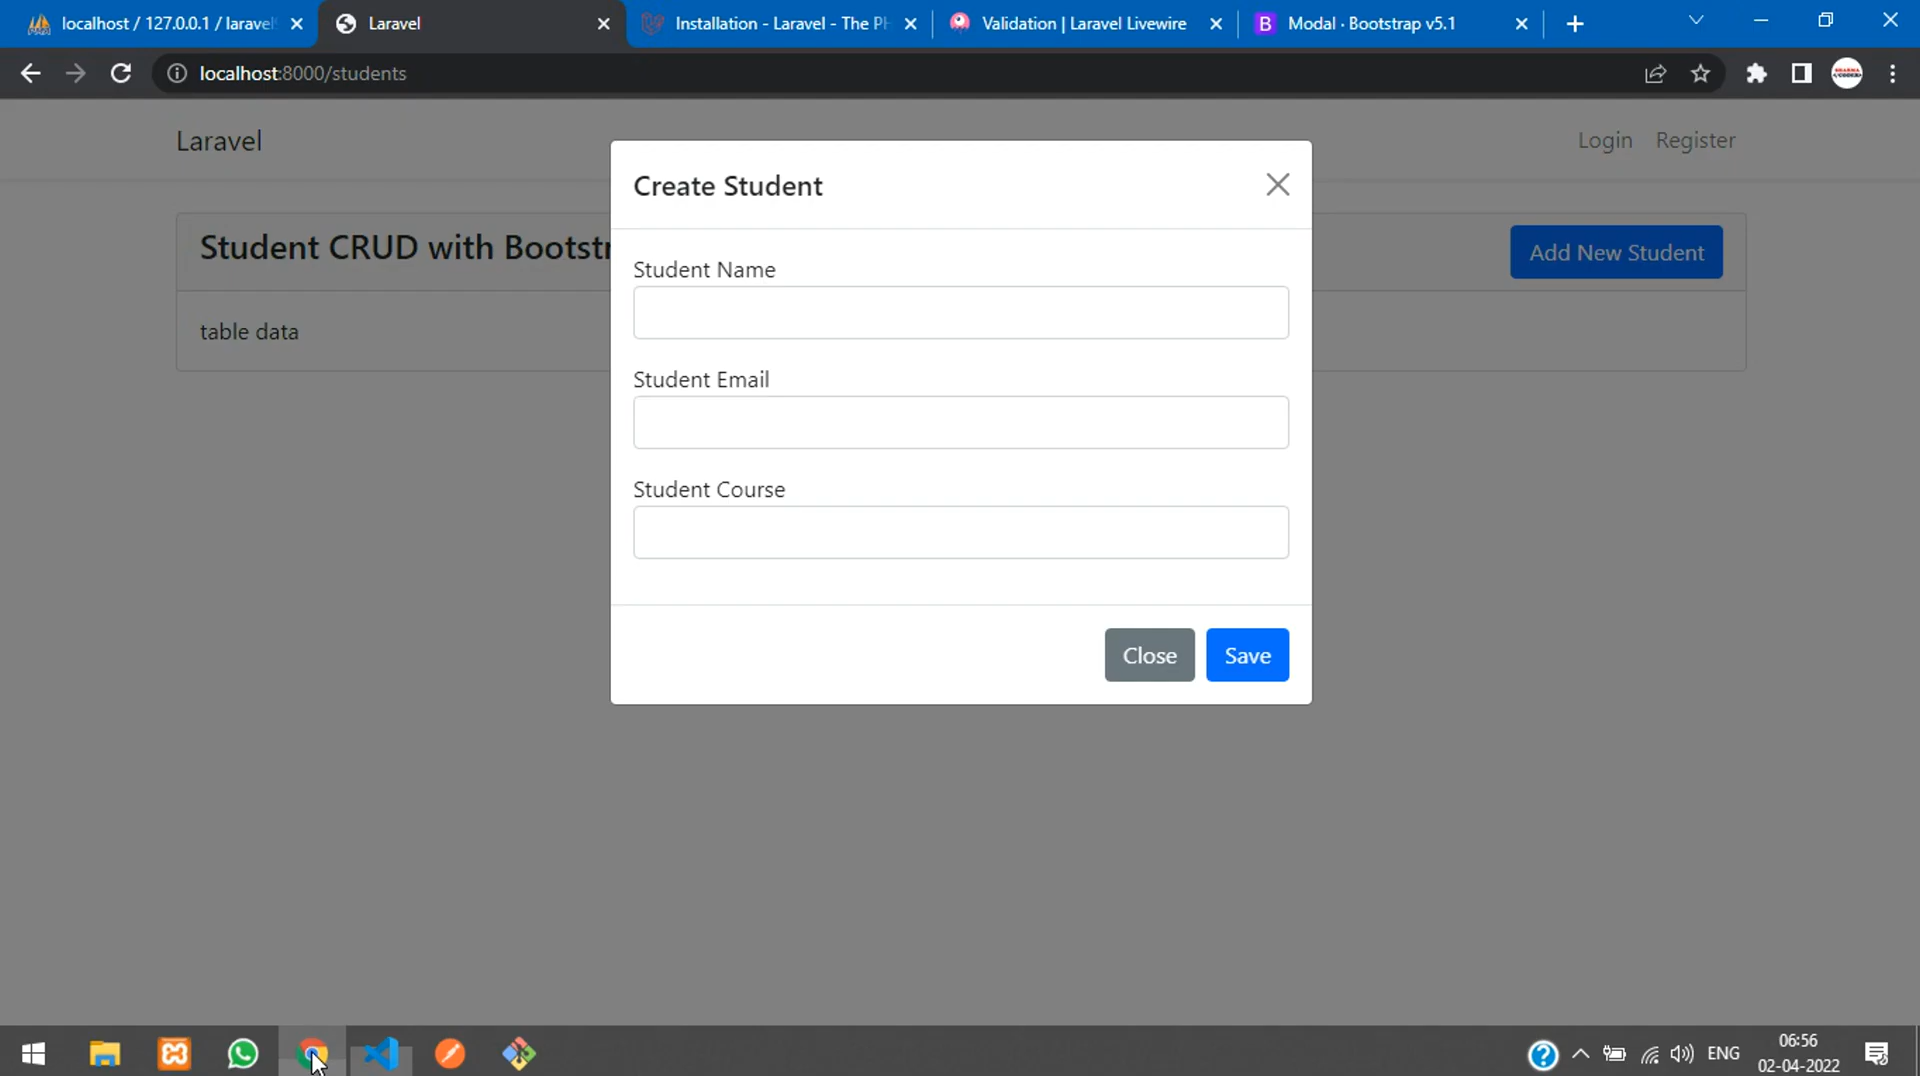 localhost / 127.0.0.1 / laravel
Laravel
Installation - Laravel - The PH
Validation | Laravel Livewire
B
Modal · Bootstrap v5.1
localhost:8000/students
Laravel
Login
Register
Create Student
Student CRUD with Bootstr
Add New Student
table data
Student Name
Student Email
Student Course
Close
Save
ENG
06:56
02-04-2022